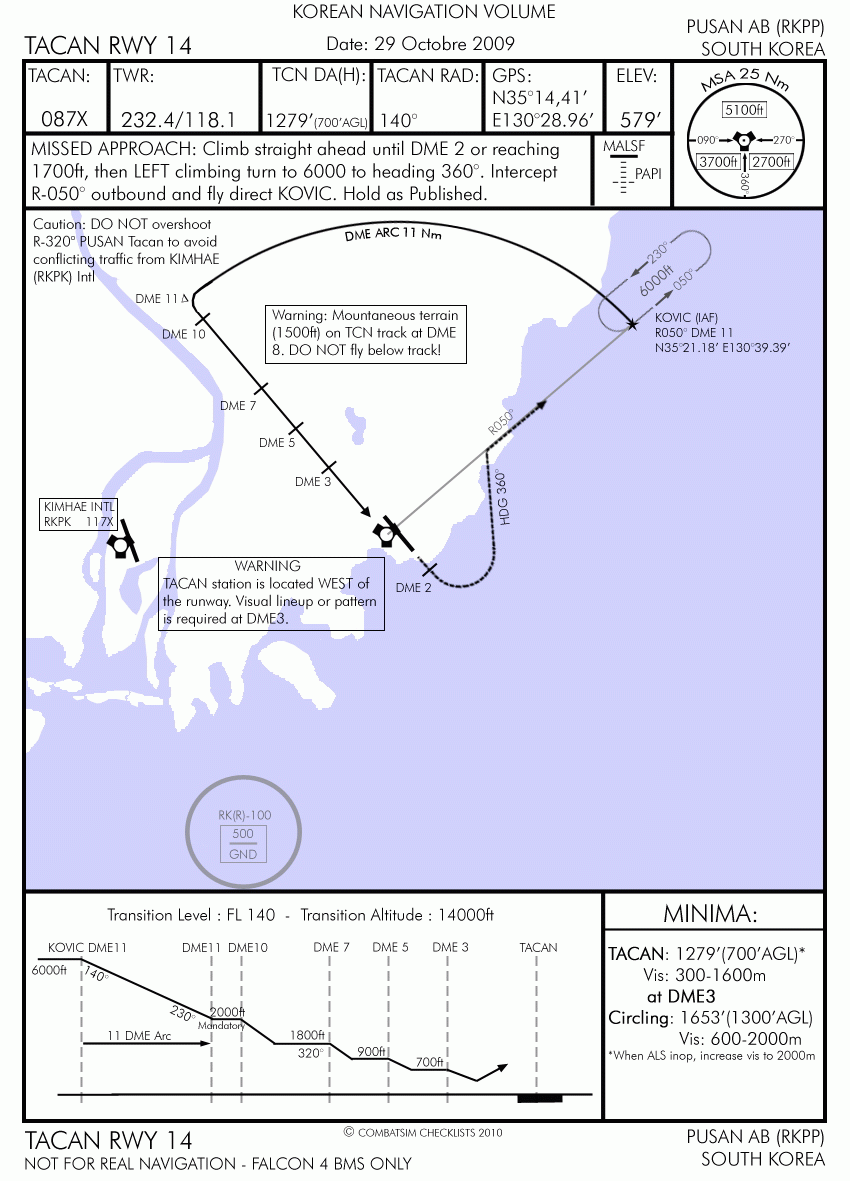 KOREAN NAVIGATION VOLUME
TACAN RWY 14
Date: 29 Octobre 2009
PUSAN AB (RKPP)
SOUTH KOREA
TACAN:
087X
TWR:
232.4/118.1
TCN DA(H):
1279'(700'AGL)
TACAN RAD:
140°
GPS:
N35°14,41'
E130°28.96'
ELEV:
579'
MSA 25 Nm
5100ft
090°
270°
3700ft
2700ft
360°
MISSED APPROACH: Climb straight ahead until DME 2 or reaching
1700ft, then LEFT climbing turn to 6000 to heading 360°. Intercept
R-050° outbound and fly direct KOVIC. Hold as Published.
MALSF
PAPI
Caution: DO NOT overshoot
R-320° PUSAN Tacan to avoid
conflicting traffic from KIMHAE
(RKPK) Intl
DME ARC 11 Nm
230°
6000ft
050°
DME 11
DME 10
Warning: Mountaneous terrain
(1500ft) on TCN track at DME
8. DO NOT fly below track!
KOVIC (IAF)
R050° DME 11
N35°21.18' E130°39.39'
DME 7
DME 5
R050°
DME 3
HDG 360°
KIMHAE INTL
RKPK 117X
WARNING
TACAN station is located WEST of
the runway. Visual lineup or pattern
is required at DME3.
DME 2
RK(R)-100
500
GND
Transition Level : FL 140 - Transition Altitude : 14000ft
KOVIC DME11
DME11
DME10
DME 7
DME 5
DME 3
TACAN
6000ft
140°
230°
2000ft
Mandatory
11 DME Arc
1800ft
320°
900ft
700ft
MINIMA:
TACAN: 1279'(700'AGL)*
Vis: 300-1600m
at DME3
Circling: 1653'(1300'AGL)
Vis: 600-2000m
*When ALS inop, increase vis to 2000m
TACAN RWY 14
NOT FOR REAL NAVIGATION - FALCON 4 BMS ONLY
© COMBATSIM CHECKLISTS 2010
PUSAN AB (RKPP)
SOUTH KOREA